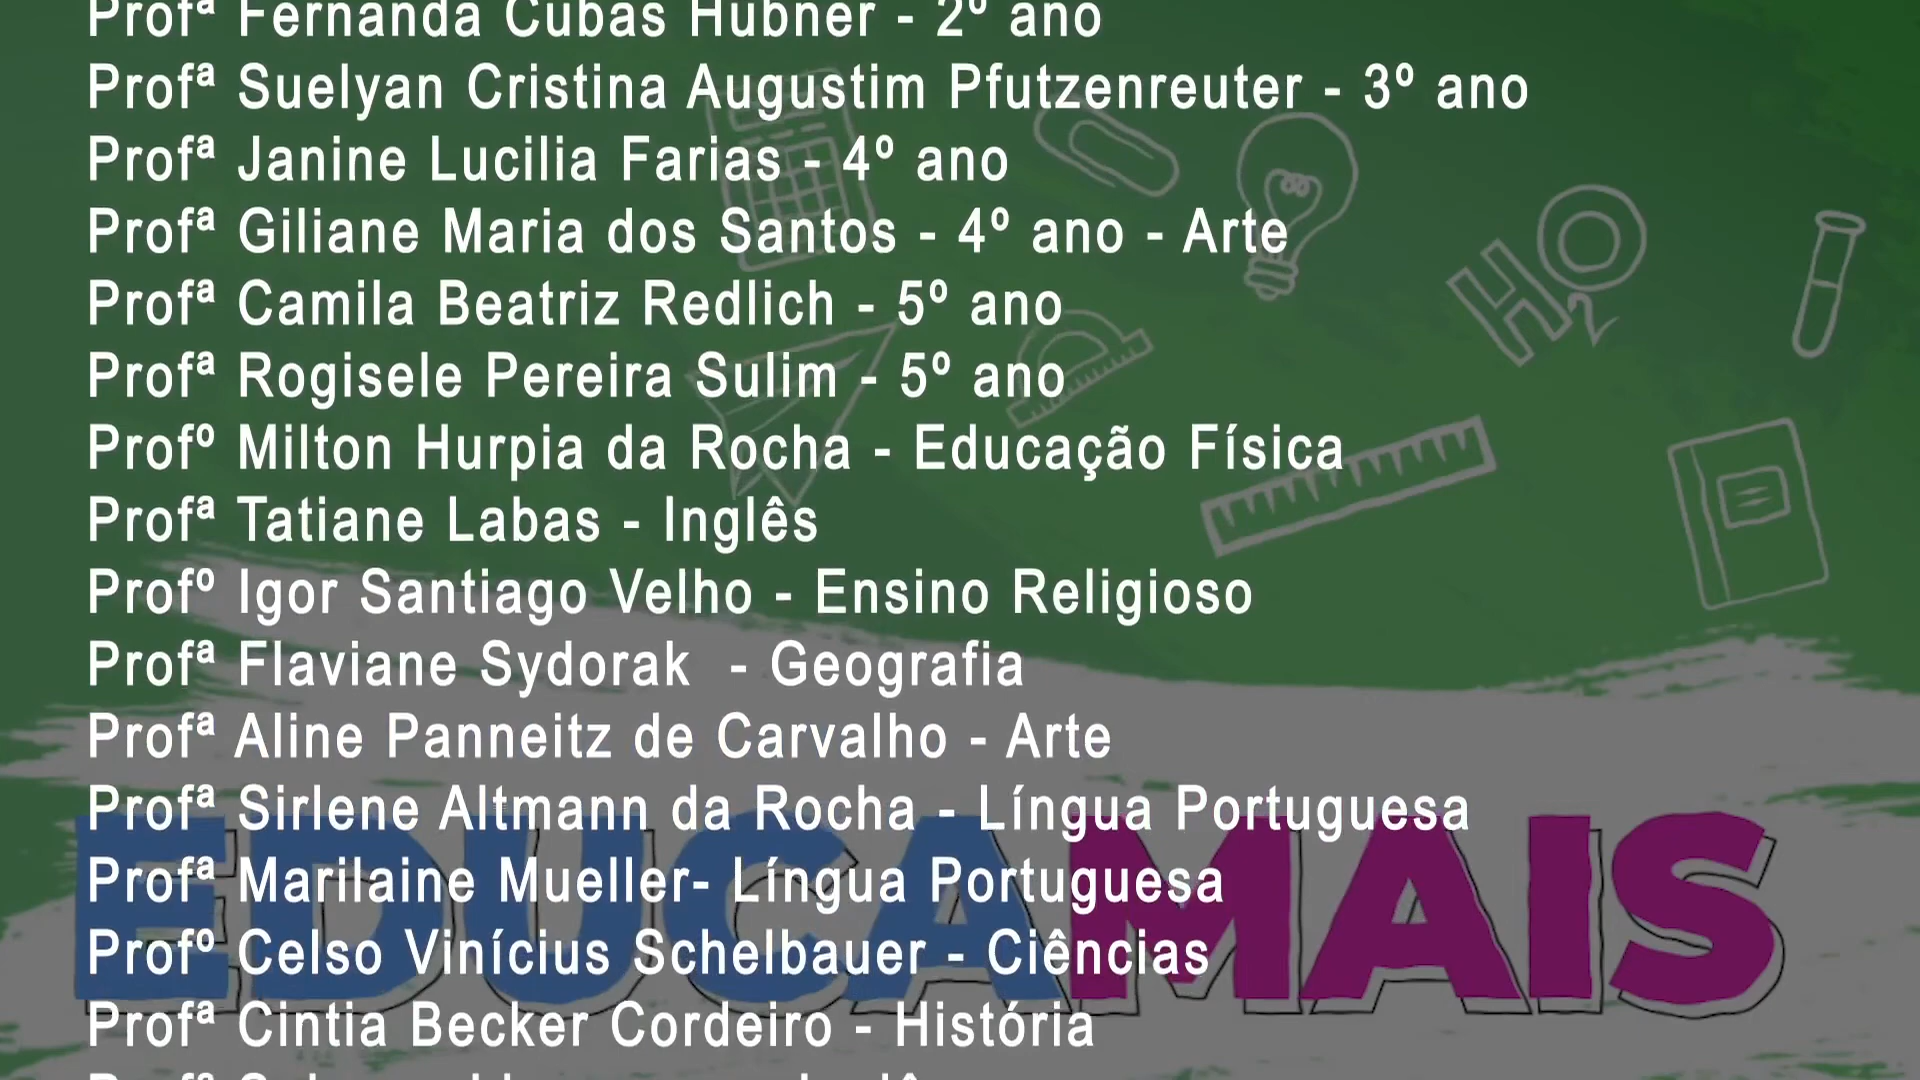 Profª Fernanda Cubas Hubner - 2º ano
Profª Suelyan Cristina Augustim Pfutzenreuter - 3º ano
Profª Janine Lucilia Farias - 4º ano
Profª Giliane Maria dos Santos - 4º ano - Arte
Profª Camila Beatriz Redlich - 5º ano
Profª Rogisele Pereira Sulim - 5º ano
Profº Milton Hurpia da Rocha - Educação Física
Profª Tatiane Labas - Inglês
Profº Igor Santiago Velho - Ensino Religioso
Profª Flaviane Sydorak  - Geografia
Profª Aline Panneitz de Carvalho - Arte
Profª Sirlene Altmann da Rocha - Língua Portuguesa
Profª Marilaine Mueller- Língua Portuguesa
Profº Celso Vinícius Schelbauer - Ciências
Profª Cintia Becker Cordeiro - História
H2O
EDUCAMAIS